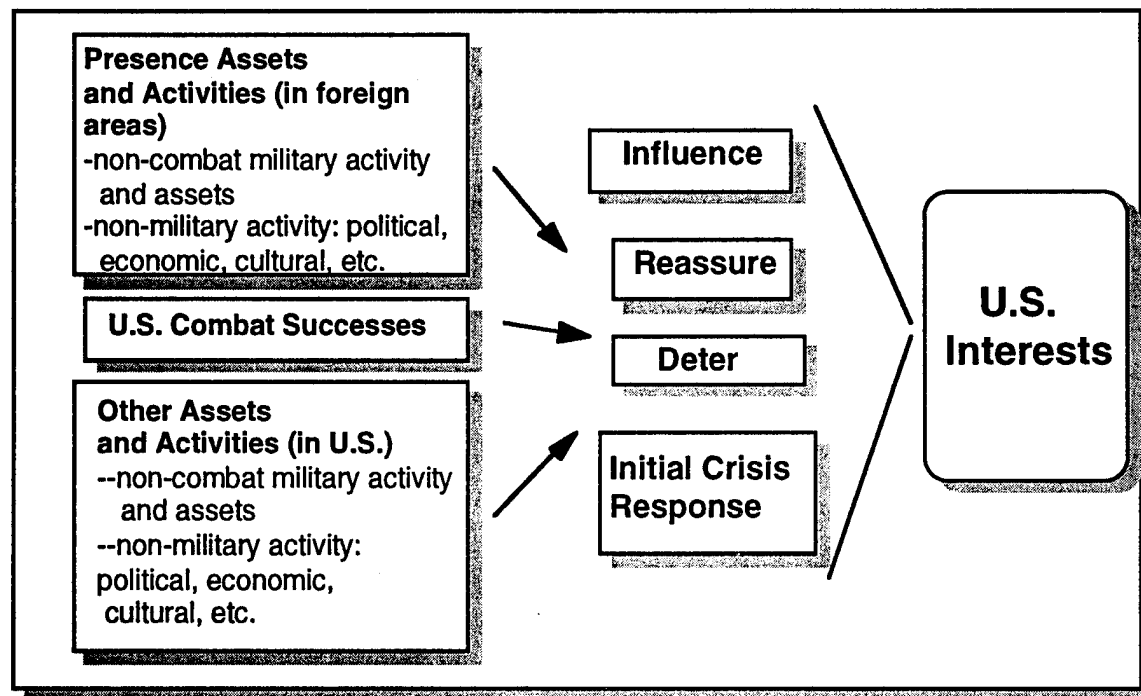 Presence Assets
and Activities (in foreign
areas)
-non-combat military activity
and assets
-non-military activity: political,
economic, cultural, etc.
U.S. Combat Successes
Other Assets
and Activities (in U.S.)
--non-combat military activity
and assets
--non-military activity:
political, economic,
cultural, etc.
Influence
Reassure
Deter
Initial Crisis
Response
U.S.
Interests